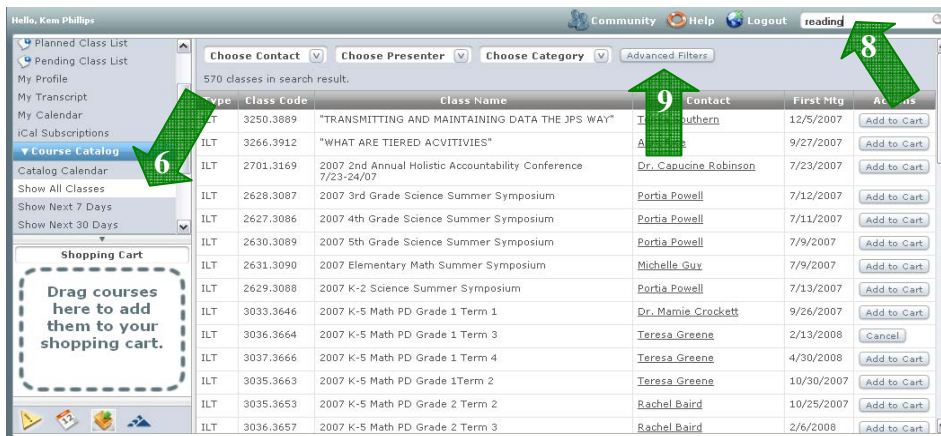 Hello, Kem Phillips
Community Help Logout reading
8
Planned Class List
Pending Class List
My Profile
My Transcript
My Calendar
iCal Subscriptions
Course Catalog
Catalog Calendar
Show All Classes
Show Next 7 Days
Show Next 30 Days
6
Shopping Cart
Drag courses
here to add
them to your
shopping cart.
Choose Contact Choose Presenter Choose Category Advanced Filters
9
570 classes in search result.
Type Class Code Class Name Contact First Mtg
ILT 3250.3889 "TRANSMITTING AND MAINTAINING DATA THE JPS WAY" 12/5/2007 Add to Cart
ILT 3266.3912 "WHAT ARE TIERED ACVITIVIES" 9/27/2007 Add to Cart
ILT 2701.3169 2007 2nd Annual Holistic Accountability Conference Dr. Capucine Robinson 7/23/2007 Add to Cart
7/23-24/07
ILT 2628.3087 2007 3rd Grade Science Summer Symposium Portia Powell 7/12/2007 Add to Cart
ILT 2627.3086 2007 4th Grade Science Summer Symposium Portia Powell 7/11/2007 Add to Cart
ILT 2630.3089 2007 5th Grade Science Summer Symposium Portia Powell 7/9/2007 Add to Cart
ILT 2631.3090 2007 Elementary Math Summer Symposium Michelle Guy 7/9/2007 Add to Cart
ILT 2629.3088 2007 K-2 Science Summer Symposium Portia Powell 7/13/2007 Add to Cart
ILT 3033.3646 2007 K-5 Math PD Grade 1 Term 1 Dr. Mamie Crockett 9/26/2007 Add to Cart
ILT 3036.3664 2007 K-5 Math PD Grade 1 Term 3 Teresa Greene 2/13/2008 Cancel
ILT 3037.3666 2007 K-5 Math PD Grade 1 Term 4 Teresa Greene 4/30/2008 Add to Cart
ILT 3035.3663 2007 K-5 Math PD Grade 1Term 2 Teresa Greene 10/30/2007 Add to Cart
ILT 3035.3653 2007 K-5 Math PD Grade 2 Term 2 Rachel Baird 10/25/2007 Add to Cart
ILT 3036.3657 2007 K-5 Math PD Grade 2 Term 3 Rachel Baird 2/6/2008 Add to Cart